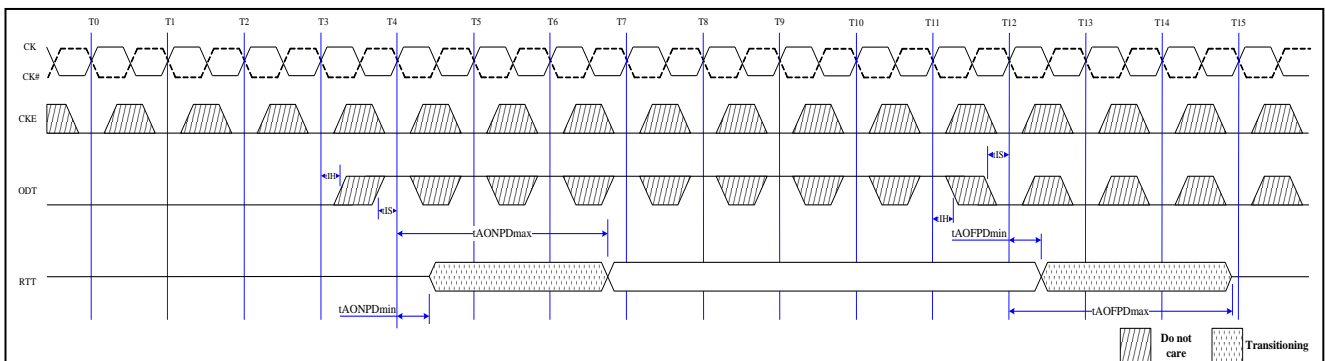 T0 T1 T2 T3 T4 T5 T6 T7 T8 T9 T10 T11 T12 T13 T14 T15
CK
CK#
CKE
tIS
tIH
ODT
tIS
tIH
tAONPDmax
tAOFPDmin
RTT
tAONPDmin
tAOFPDmax
Do not
care
Transitioning